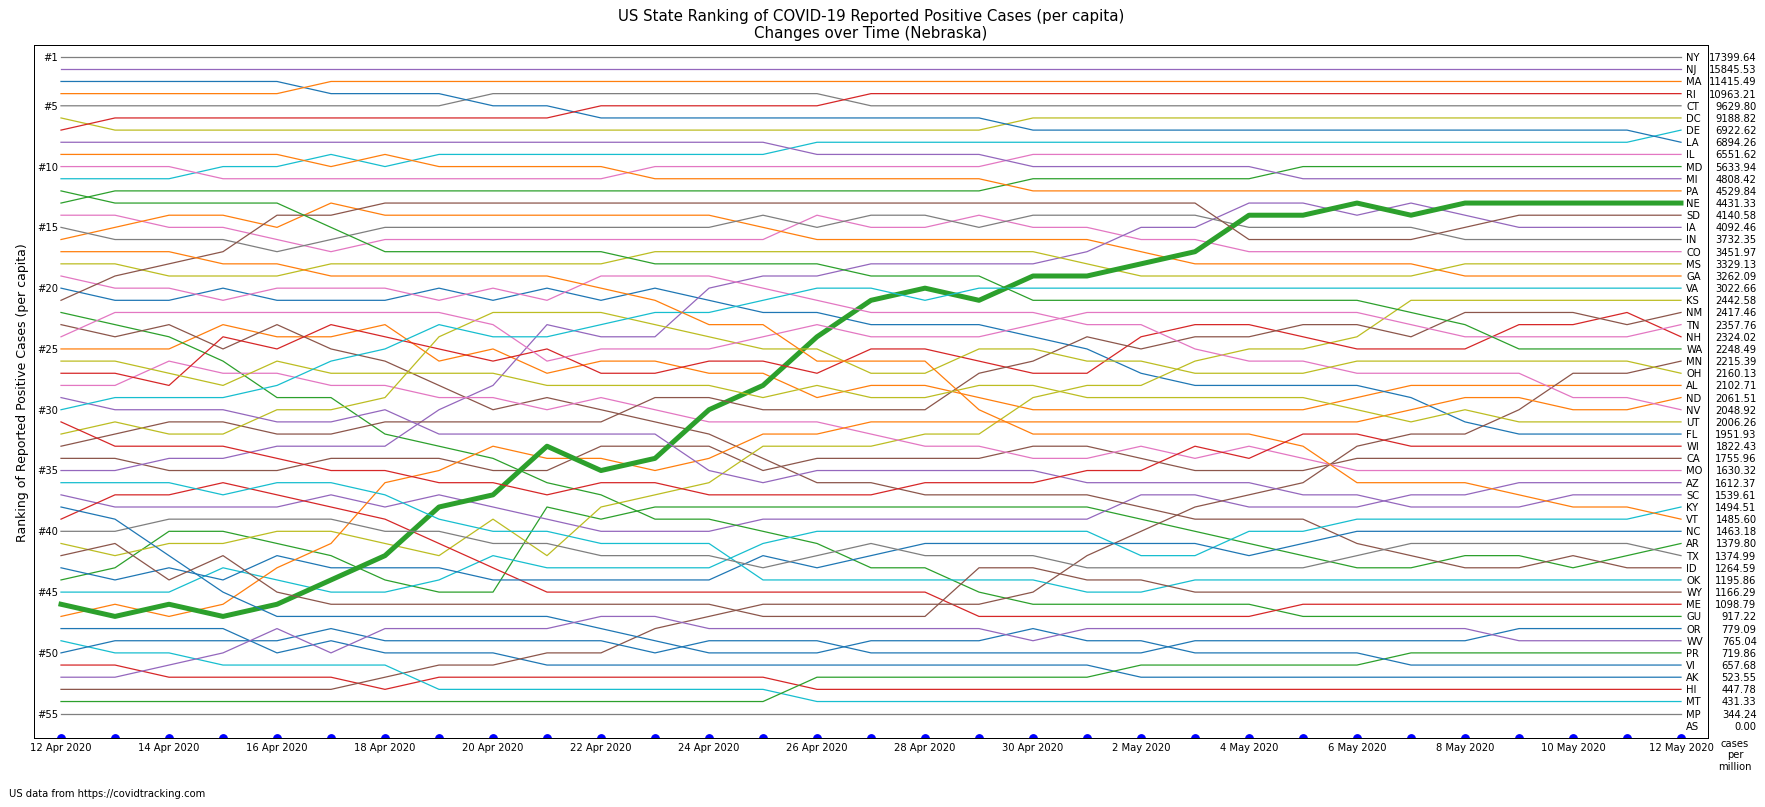 US State Ranking of COVID-19 Reported Positive Cases (per capita)
Changes over Time (Nebraska)
Ranking of Reported Positive Cases (per capita)
#1
#5
#10
#15
#20
#25
#30
#35
#40
#45
#50
#55
NY 17399.64
NJ 15845.53
MA 11415.49
RI 10963.21
CT 9629.80
DC 9188.82
DE 6922.62
LA 6894.26
IL 6551.62
MD 5633.94
MI 4808.42
PA 4529.84
NE 4431.33
SD 4140.58
IA 4092.46
IN 3732.35
CO 3451.97
MS 3329.13
GA 3262.09
VA 3022.66
KS 2442.58
NM 2417.46
TN 2357.76
NH 2324.02
WA 2248.49
MN 2215.39
OH 2160.13
AL 2102.71
ND 2061.51
NV 2048.92
UT 2006.26
FL 1951.93
WI 1822.43
CA 1755.96
MO 1630.32
AZ 1612.37
SC 1539.61
KY 1494.51
VT 1485.60
NC 1463.18
AR 1379.80
TX 1374.99
ID 1264.59
OK 1195.86
WY 1166.29
ME 1098.79
GU 917.22
OR 779.09
WV 765.04
PR 719.86
VI 657.68
AK 523.55
HI 447.78
MT 431.33
MP 344.24
AS 0.00
12 Apr 2020 14 Apr 2020 16 Apr 2020 18 Apr 2020 20 Apr 2020 22 Apr 2020 24 Apr 2020 26 Apr 2020 28 Apr 2020 30 Apr 2020 2 May 2020 4 May 2020 6 May 2020 8 May 2020 10 May 2020 12 May 2020
cases
per
million
US data from https://covidtracking.com